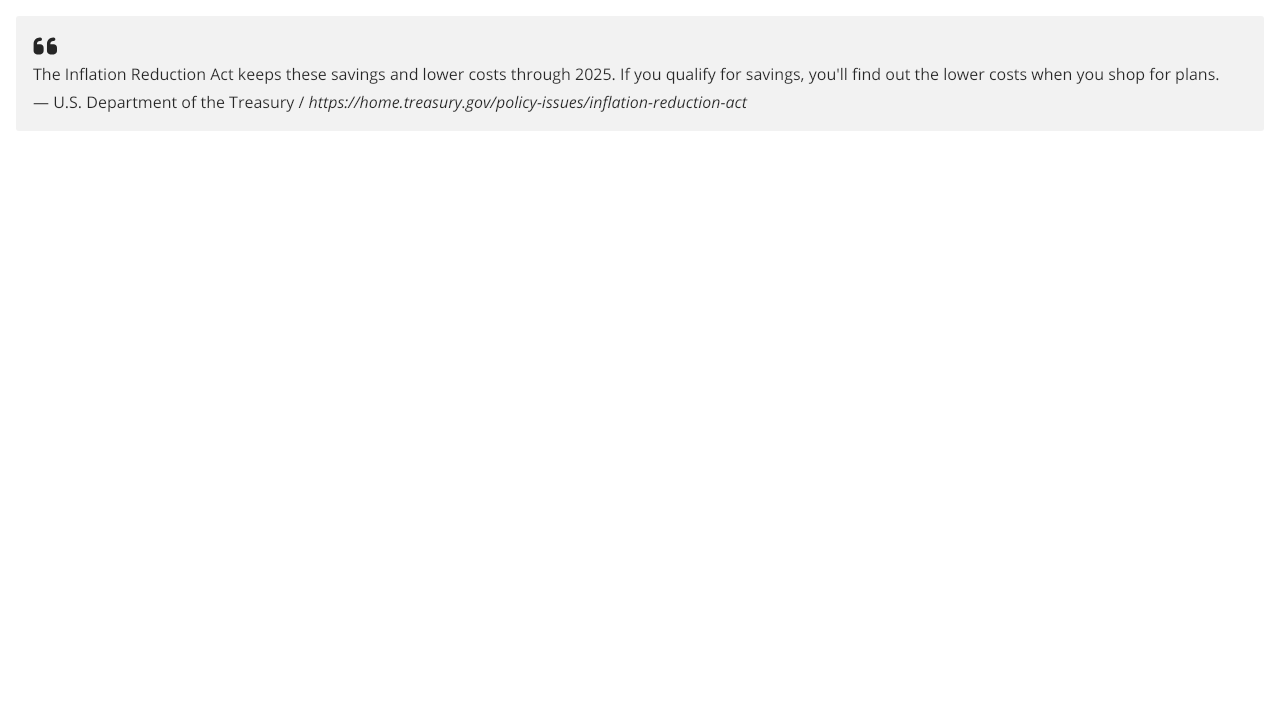 The Inflation Reduction Act keeps these savings and lower costs through 2025. If you qualify for savings, you'll find out the lower costs when you shop for plans.
— U.S. Department of the Treasury / https://home.treasury.gov/policy-issues/inflation-reduction-act